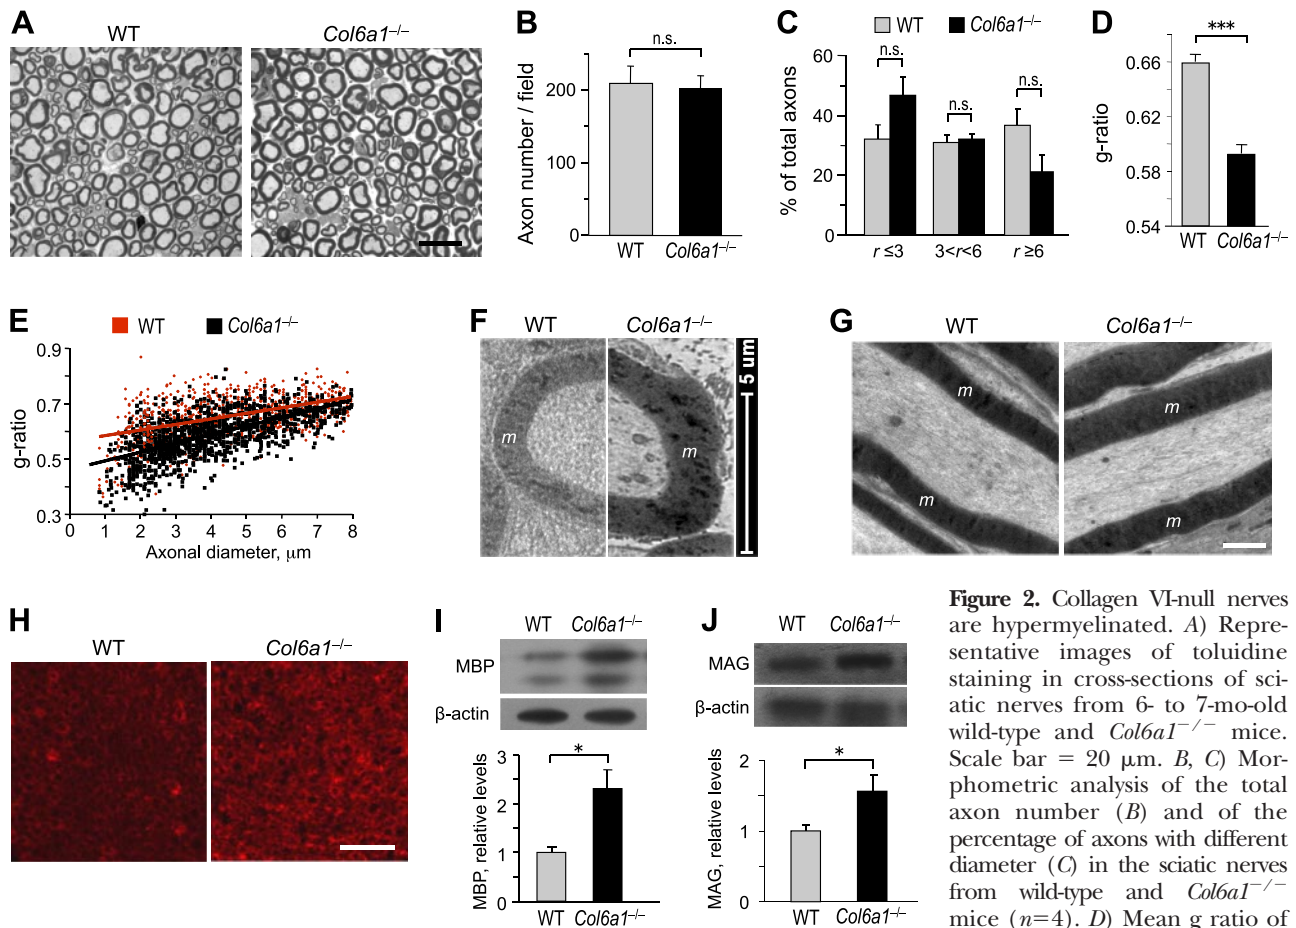 A
WT
Col6a1−/−
B
n.s.
Axon number / field
200
100
0
WT
Col6a1−/−
C
WT
Col6a1−/−
% of total axons
60
40
20
0
n.s.
n.s.
n.s.
r ≤3
3<r<6
r ≥6
D
***
g-ratio
0.66
0.62
0.58
0.54
WT
Col6a1−/−
E
WT
Col6a1−/−
g-ratio
0.9
0.7
0.5
0.3
0 1 2 3 4 5 6 7 8
Axonal diameter, μm
F
WT
Col6a1−/−
m
m
5 um
G
WT
Col6a1−/−
m
m
m
m
H
WT
Col6a1−/−
I
WT
Col6a1−/−
MBP
β-actin
*
MBP, relative levels
3
2
1
0
WT
Col6a1−/−
J
WT
Col6a1−/−
MAG
β-actin
*
MAG, relative levels
2
1
0
WT
Col6a1−/−
Figure 2. Collagen VI-null nerves
are hypermyelinated. A) Repre-
sentative images of toluidine
staining in cross-sections of sci-
atic nerves from 6- to 7-mo-old
wild-type and Col6a1−/− mice.
Scale bar = 20 μm. B, C) Mor-
phometric analysis of the total
axon number (B) and of the
percentage of axons with different
diameter (C) in the sciatic nerves
from wild-type and Col6a1−/−
mice (n=4). D) Mean g ratio of